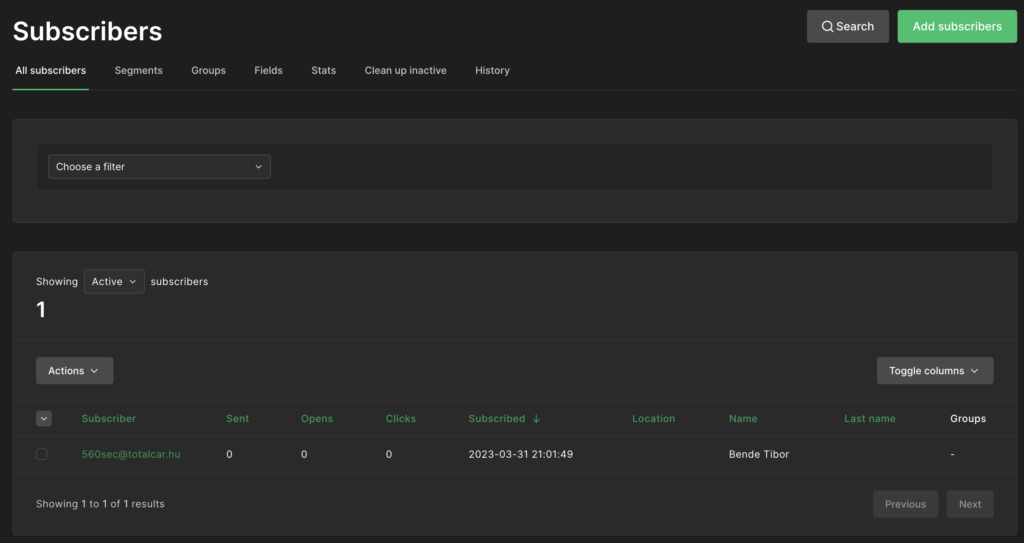 Subscribers
Search
Add subscribers
All subscribers Segments Groups Fields Stats Clean up inactive History
Choose a filter
Showing Active subscribers
1
Actions
Toggle columns
Subscriber Sent Opens Clicks Subscribed ↓ Location Name Last name Groups
560sec@totalcar.hu 0 0 0 2023-03-31 21:01:49 Bende Tibor -
Showing 1 to 1 of 1 results
Previous Next